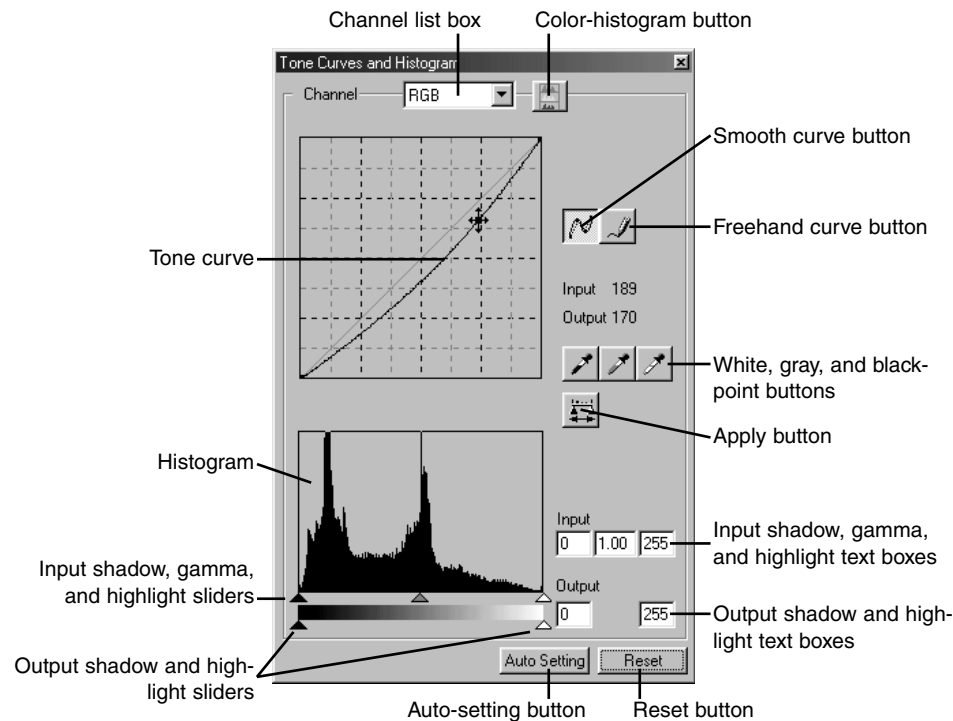 Channel list box
Color-histogram button
Tone Curves and Histogram
Channel
RGB
Smooth curve button
Freehand curve button
Tone curve
Input 189
Output 170
White, gray, and black-
point buttons
Apply button
Histogram
Input
0 1.00 255
Input shadow, gamma,
and highlight text boxes
Input shadow, gamma,
and highlight sliders
Output
0 255
Output shadow and high-
light text boxes
Output shadow and high-
light sliders
Auto Setting
Reset
Auto-setting button
Reset button